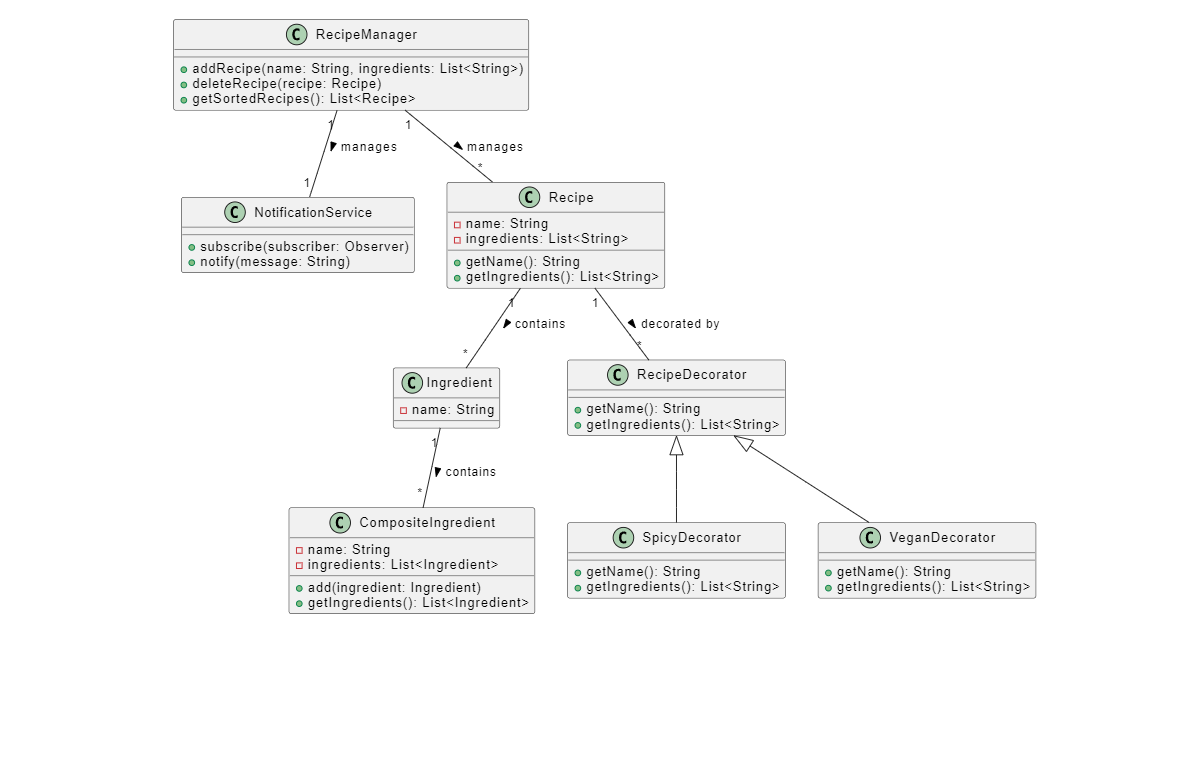 C RecipeManager
addRecipe(name: String, ingredients: List<String>)
deleteRecipe(recipe: Recipe)
getSortedRecipes(): List<Recipe>
1
1
manages
manages
1
*
C NotificationService
subscribe(subscriber: Observer)
notify(message: String)
C Recipe
name: String
ingredients: List<String>
getName(): String
getIngredients(): List<String>
1
1
contains
decorated by
*
*
C Ingredient
name: String
C RecipeDecorator
getName(): String
getIngredients(): List<String>
1
contains
*
C CompositeIngredient
name: String
ingredients: List<Ingredient>
add(ingredient: Ingredient)
getIngredients(): List<Ingredient>
C SpicyDecorator
getName(): String
getIngredients(): List<String>
C VeganDecorator
getName(): String
getIngredients(): List<String>